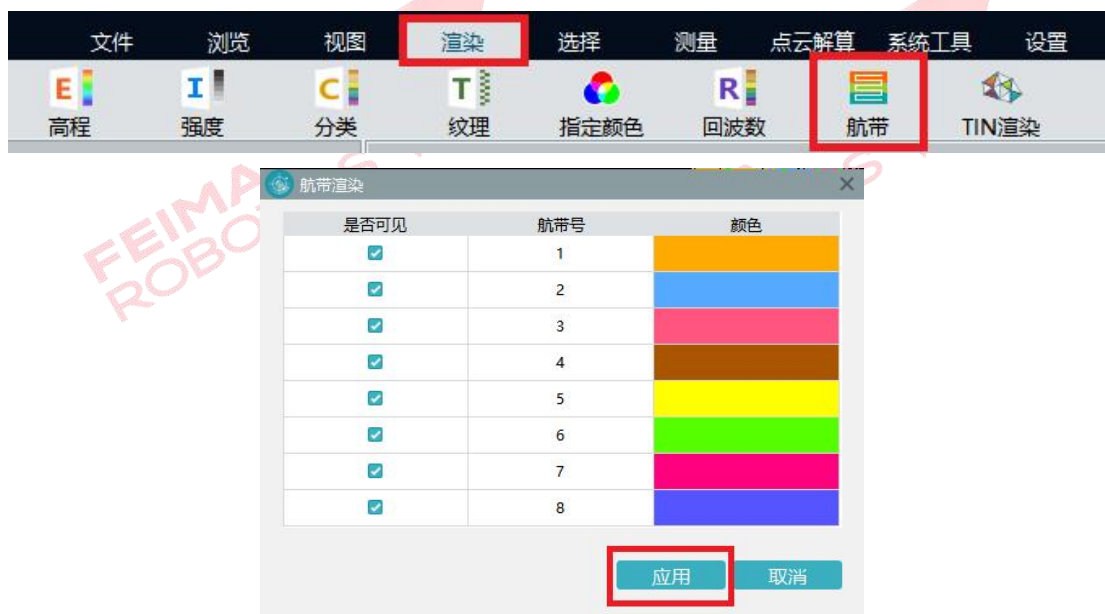 文件 浏览 视图 渲染 选择 测量 点云解算 系统工具 设置
E I C T R
高程 强度 分类 纹理 指定颜色 回波数 航带 TIN渲染
航带渲染
是否可见 航带号 颜色
1
2
3
4
5
6
7
8
应用 取消
FEIMA
ROBO